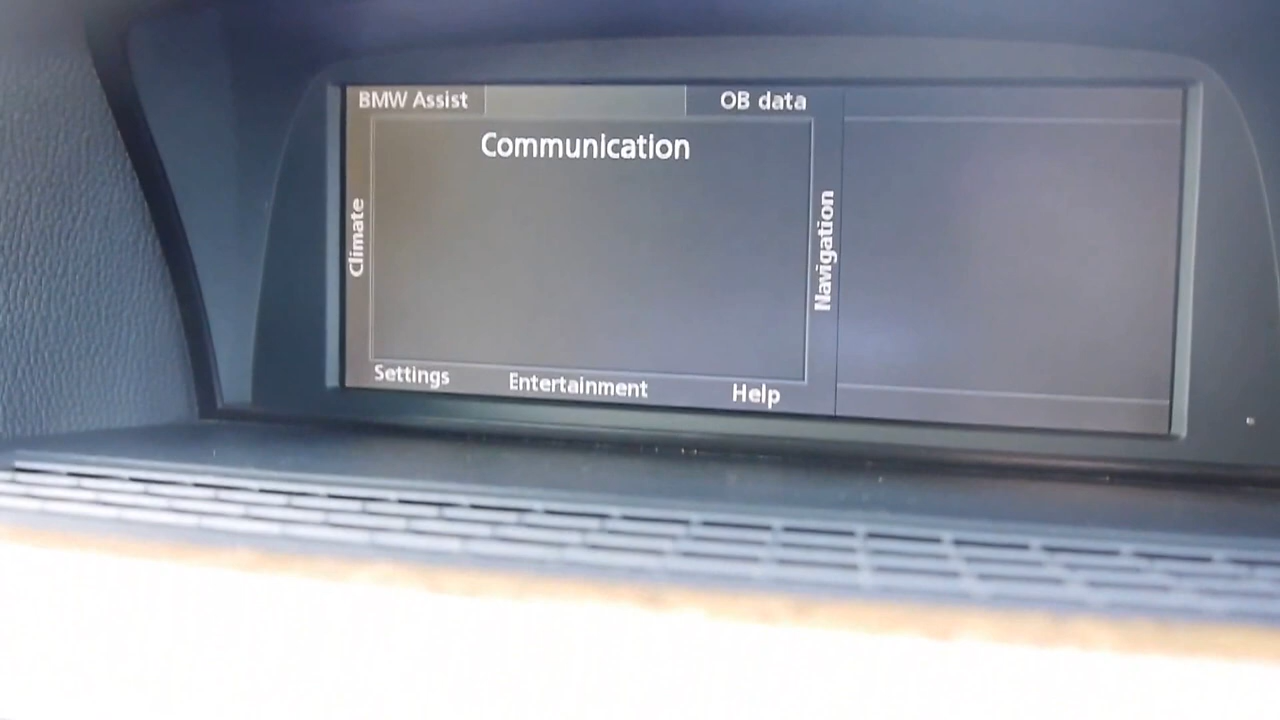 BMW Assist
OB data
Communication
Climate
Navigation
Settings
Entertainment
Help